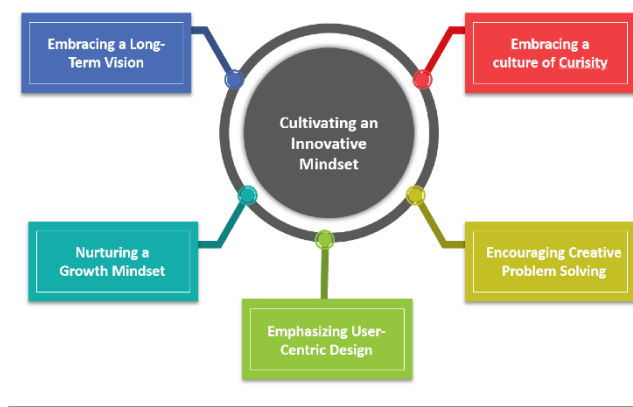 Embracing a Long-
Term Vision
Embracing a
culture of Curisity
Cultivating an
Innovative
Mindset
Nurturing a
Growth Mindset
Encouraging Creative
Problem Solving
Emphasizing User-
Centric Design